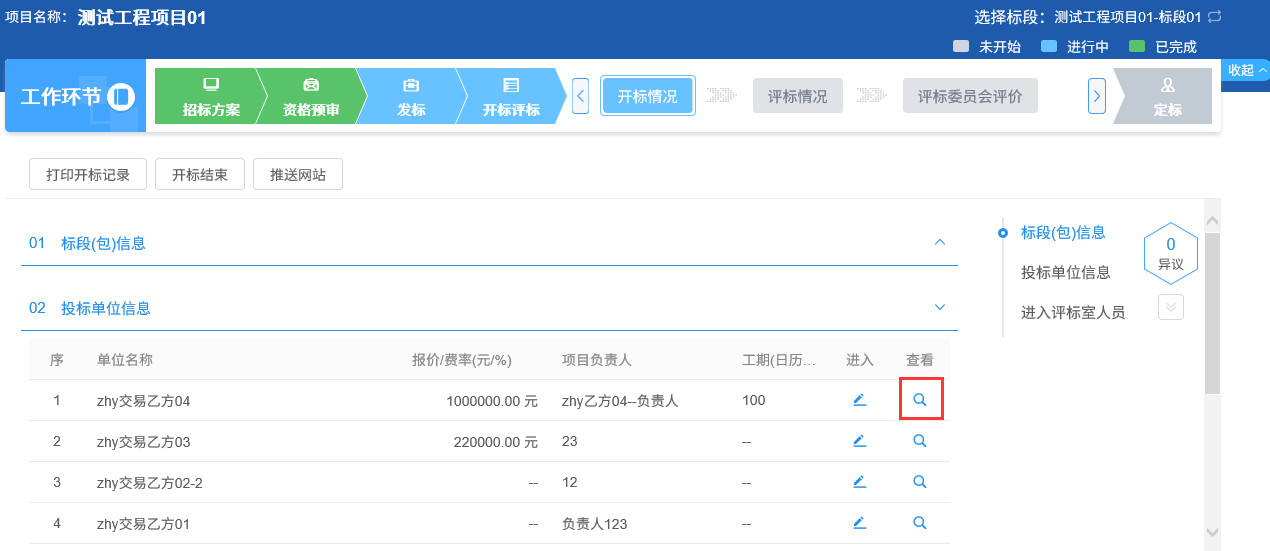 项目名称： 测试工程项目01
选择标段：测试工程项目01-标段01
未开始 进行中 已完成
工作环节
招标方案
资格预审
发标
开标评标
开标情况
评标情况
评标委员会评价
定标
收起
打印开标记录 开标结束 推送网站
01 标段(包)信息
02 投标单位信息
序 单位名称 报价/费率(元/%) 项目负责人 工期(日历... 进入 查看
1 zhy交易乙方04 1000000.00 元 zhy乙方04--负责人 100
2 zhy交易乙方03 220000.00 元 23 --
3 zhy交易乙方02-2 -- 12 --
4 zhy交易乙方01 -- 负责人123 --
标段(包)信息
投标单位信息
进入评标室人员
0
异议